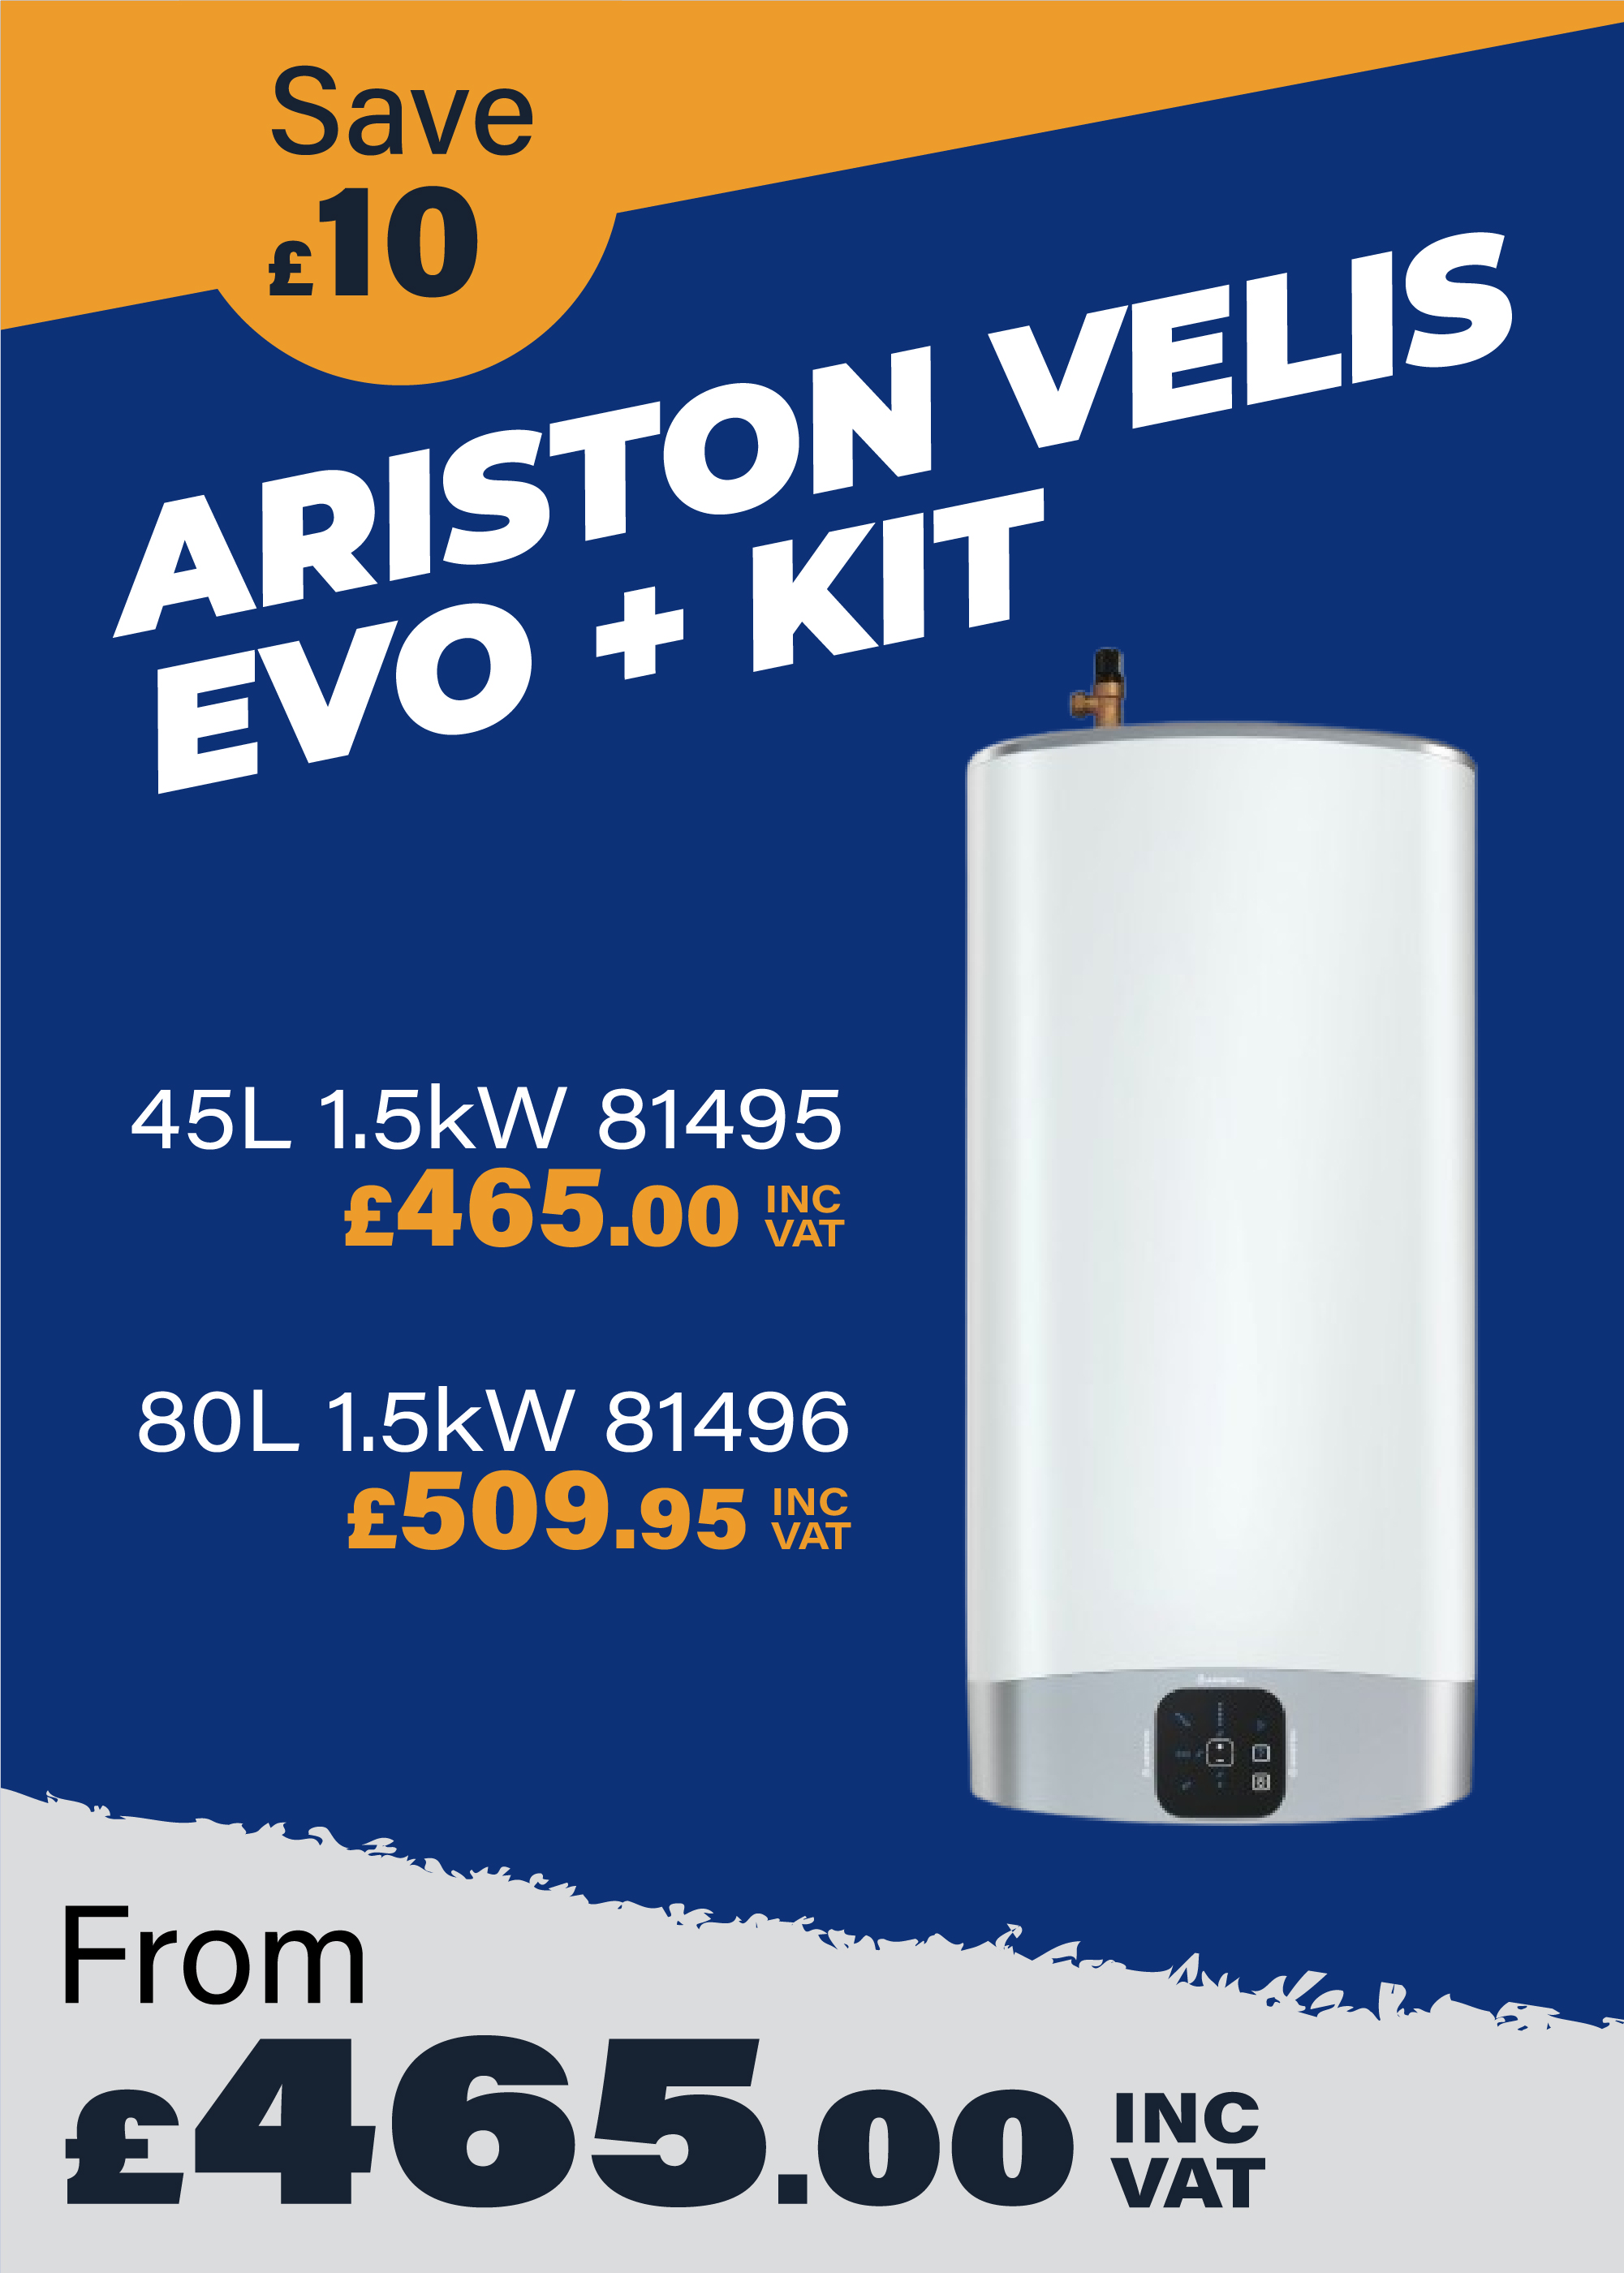 Save
£10
ARISTON VELIS
EVO + KIT
45L 1.5kW 81495
£465.00 INC VAT
80L 1.5kW 81496
£509.95 INC VAT
From
£465.00 INC VAT